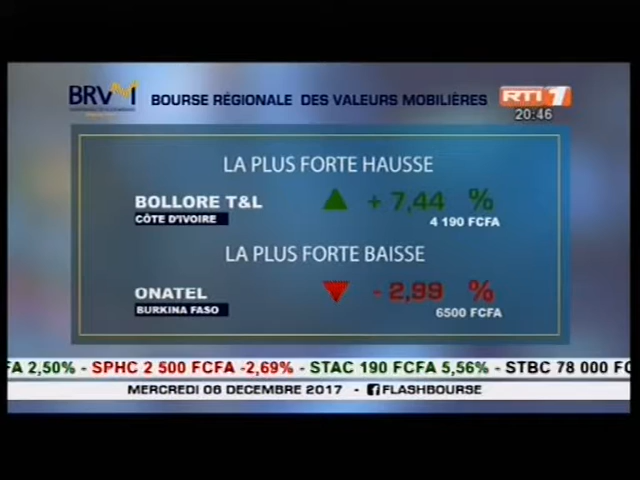 BRVM
BOURSE RÉGIONALE DES VALEURS MOBILIÈRES
RTI 1
20:46
LA PLUS FORTE HAUSSE
BOLLORE T&L + 7,44 %
CÔTE D'IVOIRE 4 190 FCFA
LA PLUS FORTE BAISSE
ONATEL - 2,99 %
BURKINA FASO 6500 FCFA
FA 2,50% - SPHC 2 500 FCFA -2,69% - STAC 190 FCFA 5,56% - STBC 78 000 FC
MERCREDI 06 DECEMBRE 2017 - FLASHBOURSE